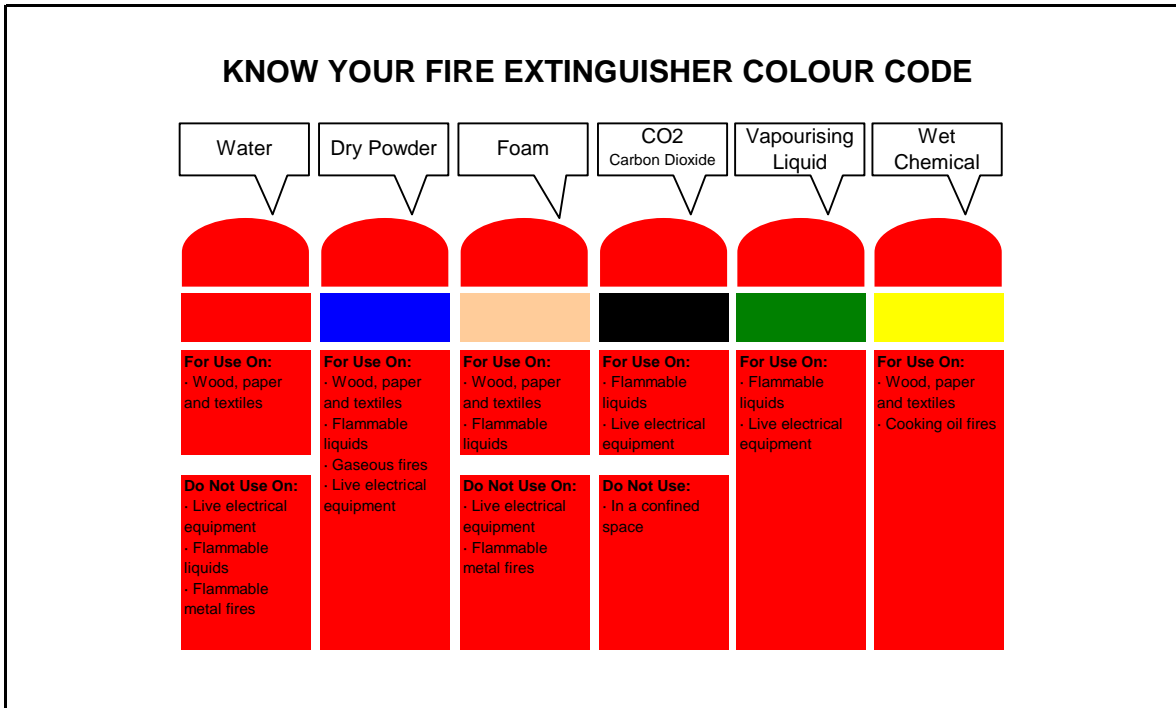 KNOW YOUR FIRE EXTINGUISHER COLOUR CODE
Water
Dry Powder
Foam
CO2
Carbon Dioxide
Vapourising
Liquid
Wet
Chemical
For Use On:
· Wood, paper
and textiles
Do Not Use On:
· Live electrical
equipment
· Flammable
liquids
· Flammable
metal fires
For Use On:
· Wood, paper
and textiles
· Flammable
liquids
· Gaseous fires
· Live electrical
equipment
For Use On:
· Wood, paper
and textiles
· Flammable
liquids
Do Not Use On:
· Live electrical
equipment
· Flammable
metal fires
For Use On:
· Flammable
liquids
· Live electrical
equipment
Do Not Use:
· In a confined
space
For Use On:
· Flammable
liquids
· Live electrical
equipment
For Use On:
· Wood, paper
and textiles
· Cooking oil fires